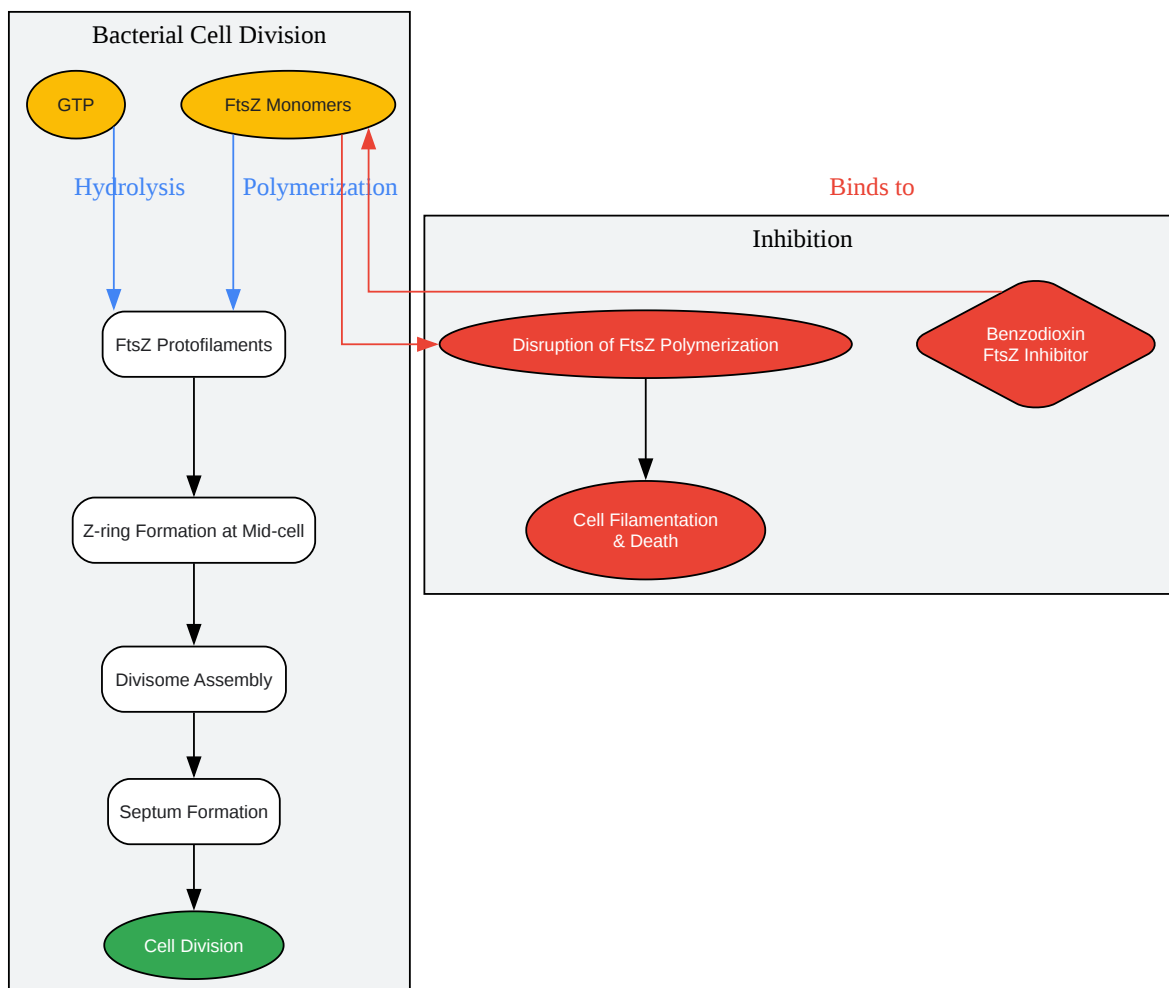 Bacterial Cell Division
GTP
FtsZ Monomers
Hydrolysis
Polymerization
Binds to
Inhibition
FtsZ Protofilaments
Disruption of FtsZ Polymerization
Benzodioxin
FtsZ Inhibitor
Z-ring Formation at Mid-cell
Cell Filamentation
& Death
Divisome Assembly
Septum Formation
Cell Division